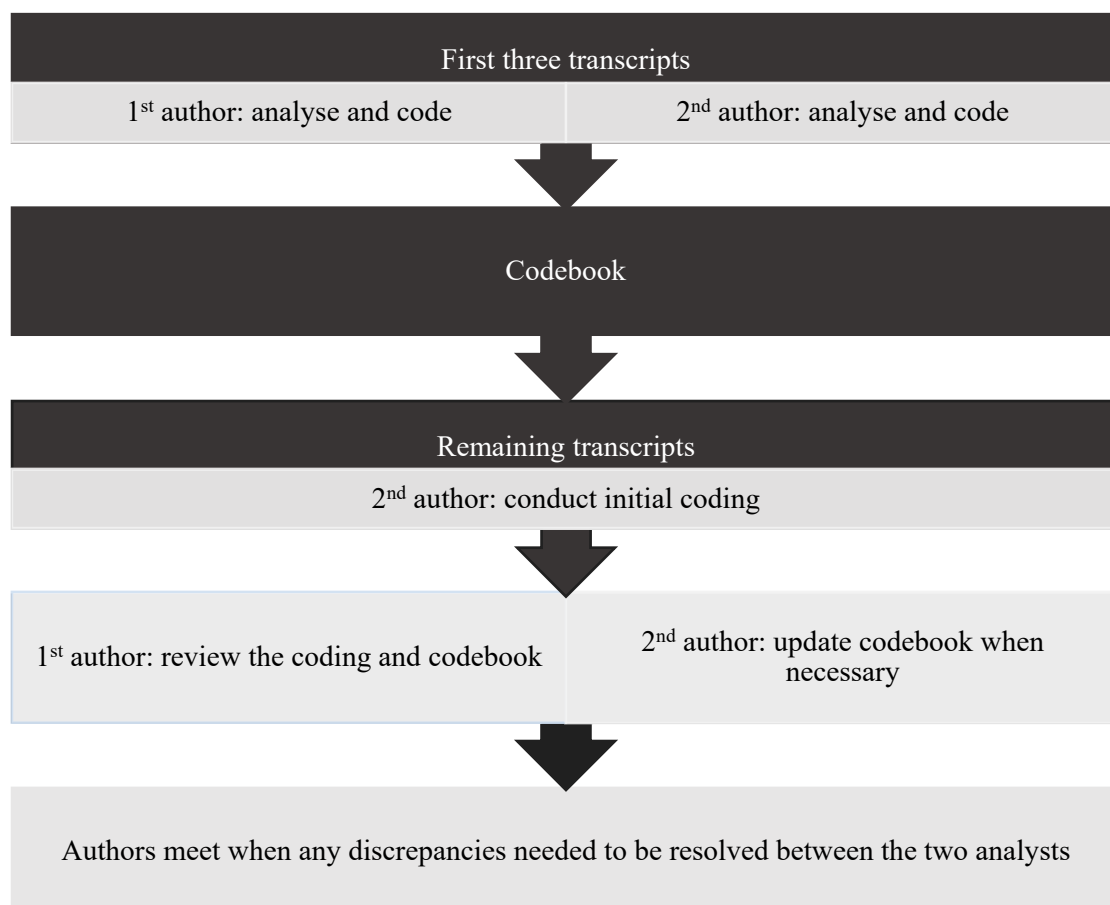 First three transcripts
1st author: analyse and code
2nd author: analyse and code
Codebook
Remaining transcripts
2nd author: conduct initial coding
1st author: review the coding and codebook
2nd author: update codebook when
necessary
Authors meet when any discrepancies needed to be resolved between the two analysts